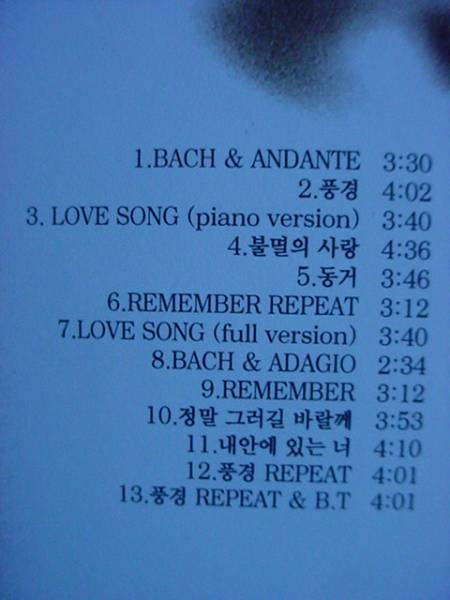 1.BACH & ANDANTE 3:30
2.풍경 4:02
3. LOVE SONG (piano version) 3:40
4.불멸의 사랑 4:36
5.동거 3:46
6.REMEMBER REPEAT 3:12
7.LOVE SONG (full version) 3:40
8.BACH & ADAGIO 2:34
9.REMEMBER 3:12
10.정말 그러길 바랄께 3:53
11.내안에 있는 너 4:10
12.풍경 REPEAT 4:01
13.풍경 REPEAT & B.T 4:01